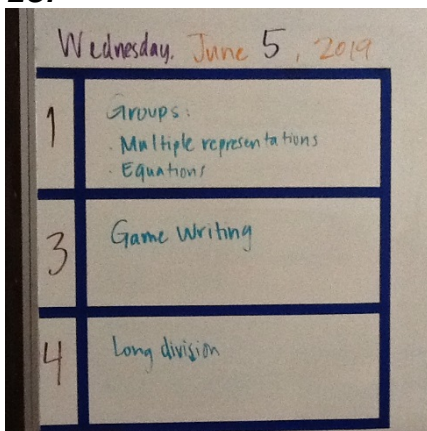 Wednesday. June 5, 2019
1
Groups:
· Multiple representations
· Equations
3
Game Writing
4
Long division